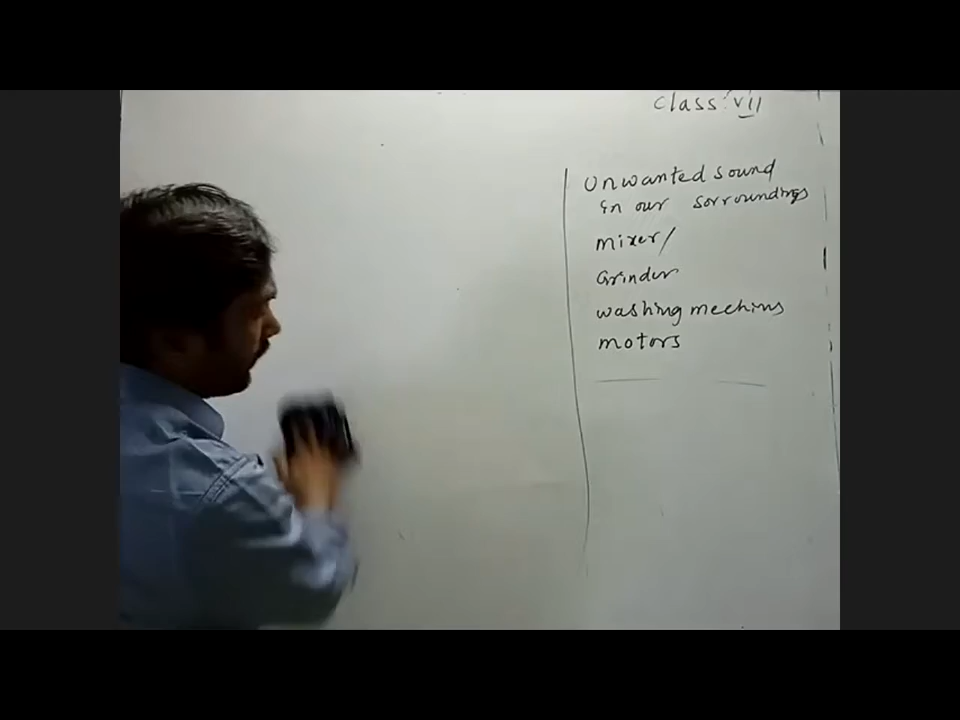 Class: VII
Unwanted sound
in our sorroundings
mixer/
Grinder
washing mechins
motors